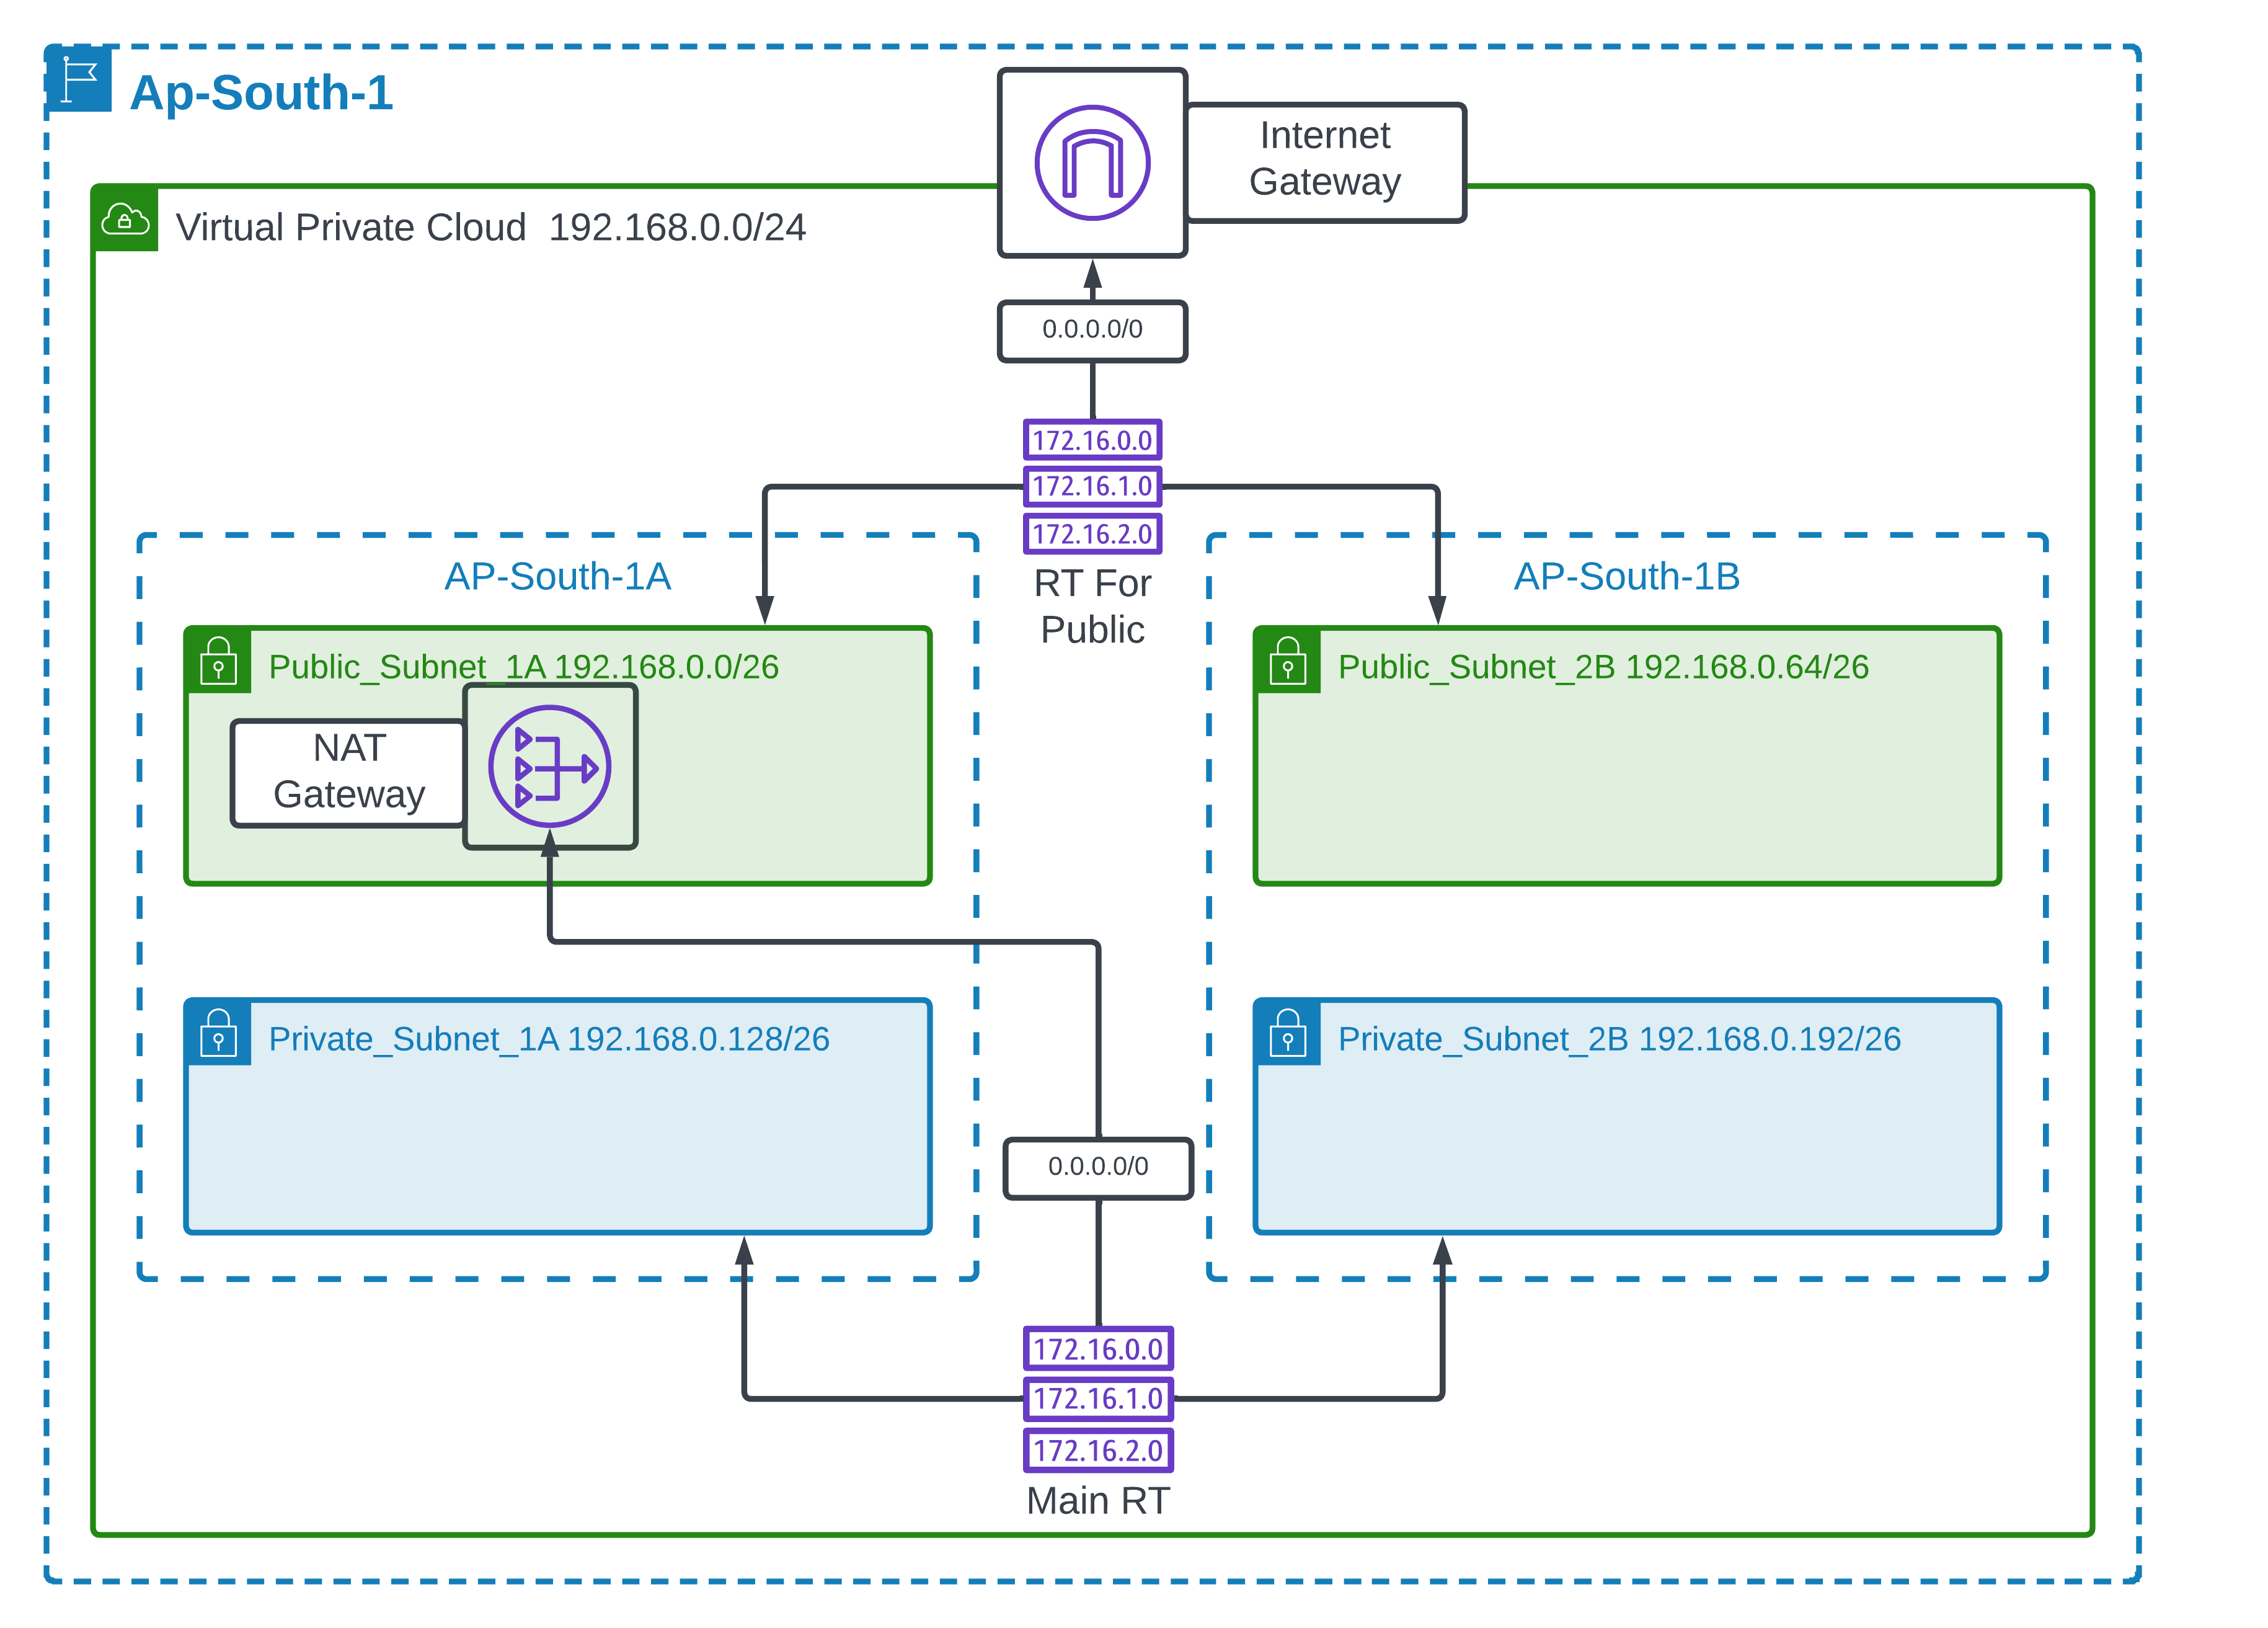 Ap-South-1
Internet
Gateway
Virtual Private Cloud  192.168.0.0/24
0.0.0.0/0
172.16.0.0
172.16.1.0
172.16.2.0
RT For
Public
AP-South-1A
AP-South-1B
Public_Subnet_1A 192.168.0.0/26
Public_Subnet_2B 192.168.0.64/26
NAT
Gateway
Private_Subnet_1A 192.168.0.128/26
Private_Subnet_2B 192.168.0.192/26
0.0.0.0/0
172.16.0.0
172.16.1.0
172.16.2.0
Main RT